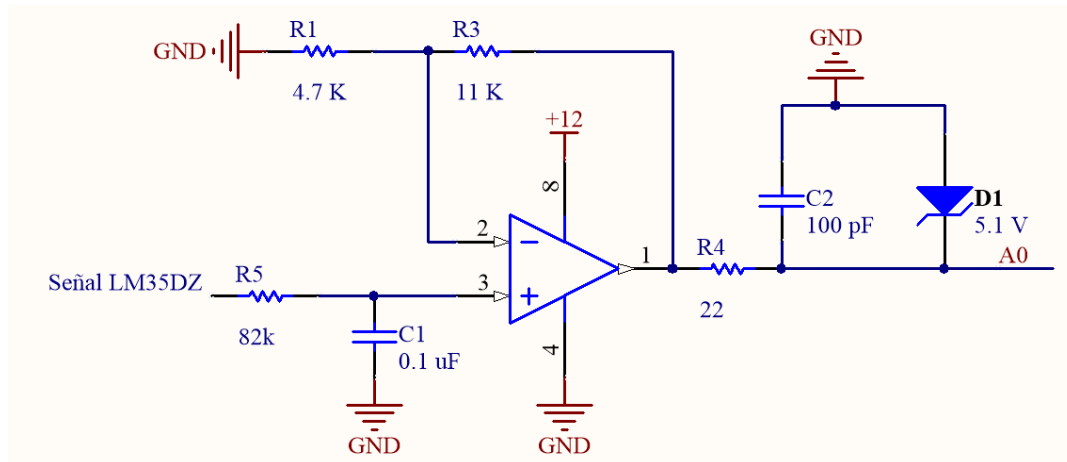 R1
R3
GND
GND
4.7 K
11 K
+12
8
C2
D1
100 pF
5.1 V
2
1
R4
A0
Señal LM35DZ
R5
3
22
82k
C1
0.1 uF
4
GND
GND